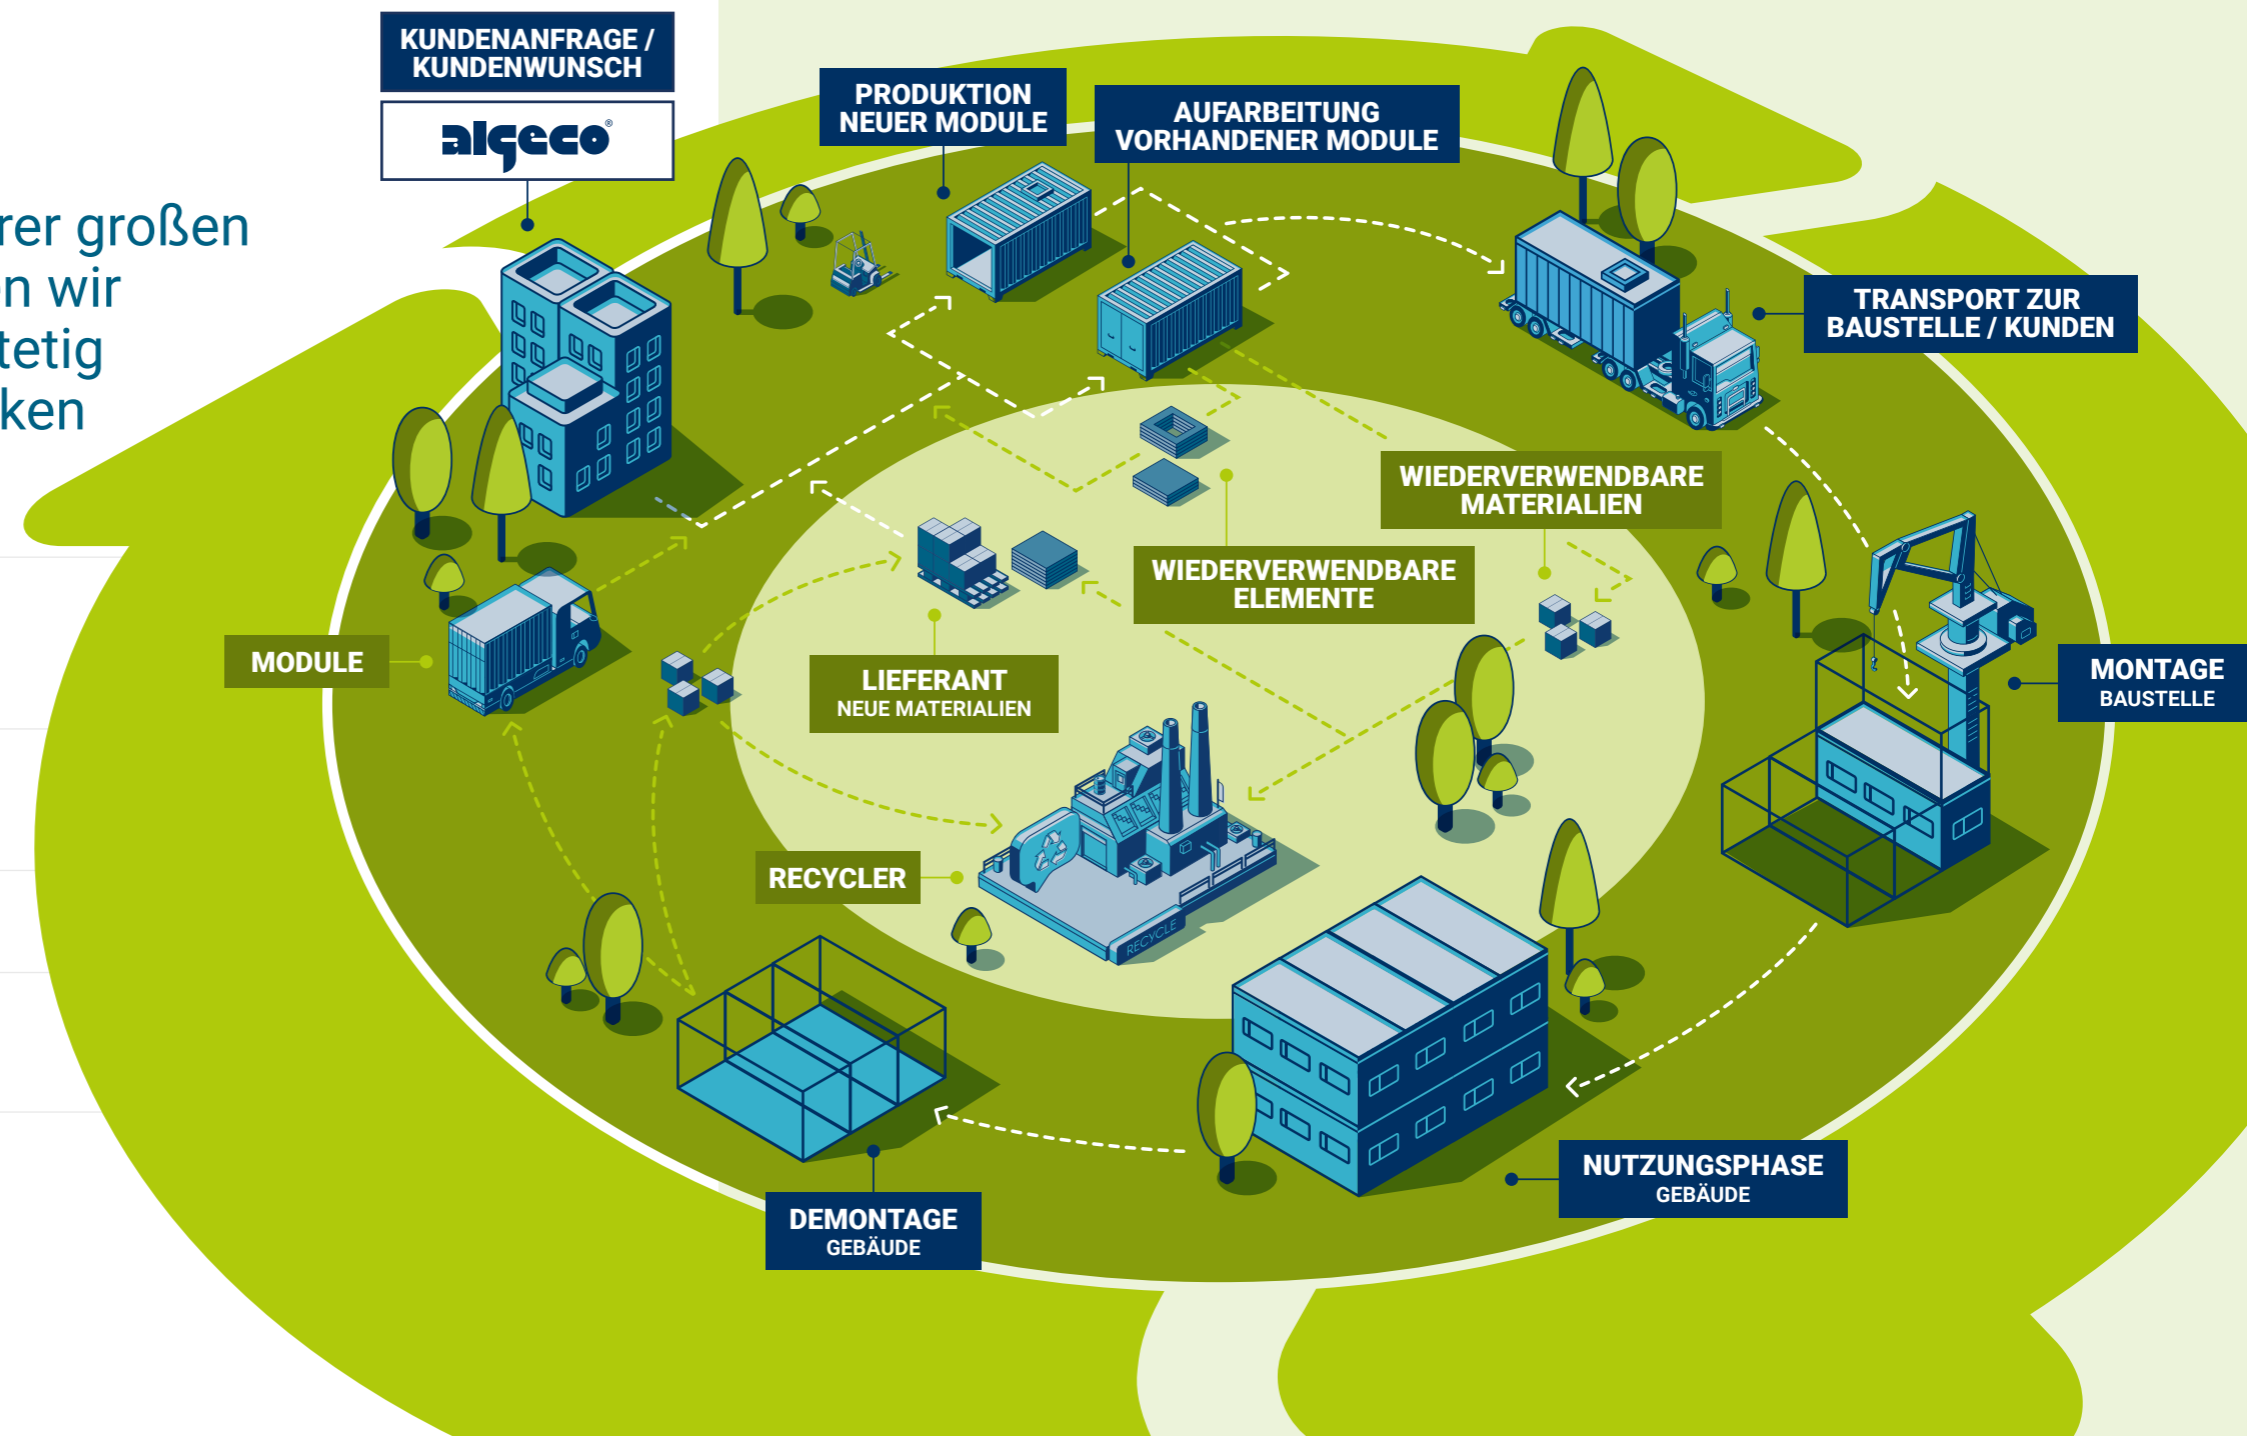 KUNDENANFRAGE /
KUNDENWUNSCH
algeco®
PRODUKTION
NEUER MODULE
AUFARBEITUNG
VORHANDENER MODULE
rer großen
n wir
tetig
ken
TRANSPORT ZUR
BAUSTELLE / KUNDEN
WIEDERVERWENDBARE
MATERIALIEN
WIEDERVERWENDBARE
ELEMENTE
MODULE
LIEFERANT
NEUE MATERIALIEN
MONTAGE
BAUSTELLE
RECYCLER
RECYCLE
NUTZUNGSPHASE
GEBÄUDE
DEMONTAGE
GEBÄUDE